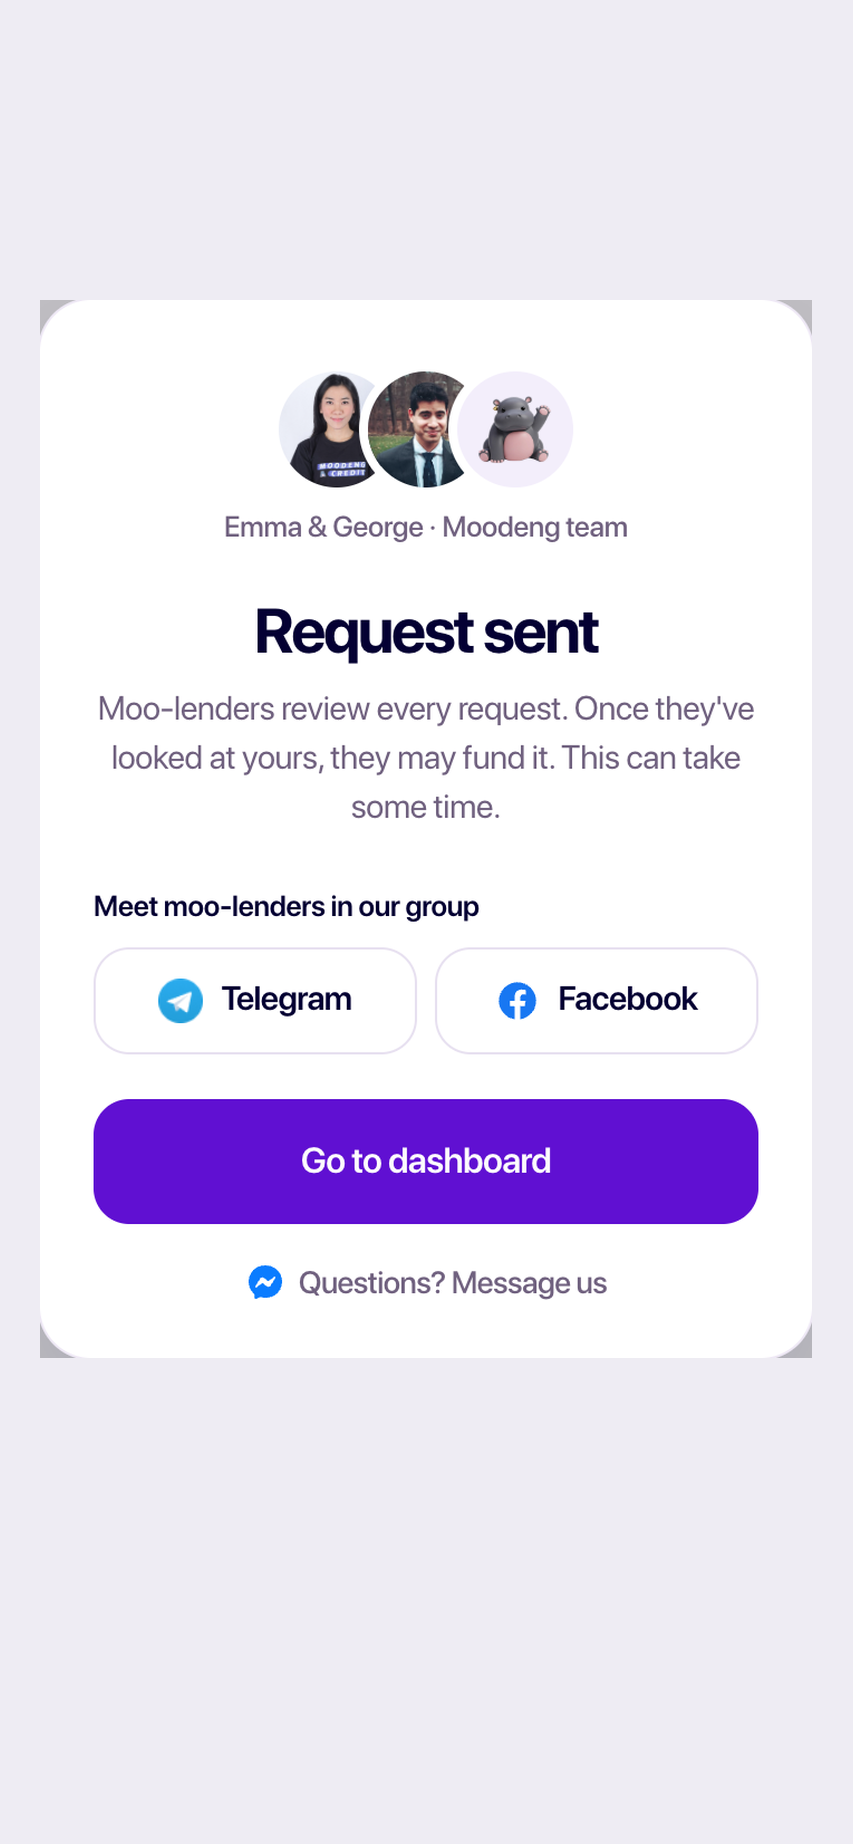 MOODENG
& CREDIT
Emma & George · Moodeng team
Request sent
Moo-lenders review every request. Once they've
looked at yours, they may fund it. This can take
some time.
Meet moo-lenders in our group
Telegram
Facebook
Go to dashboard
Questions? Message us